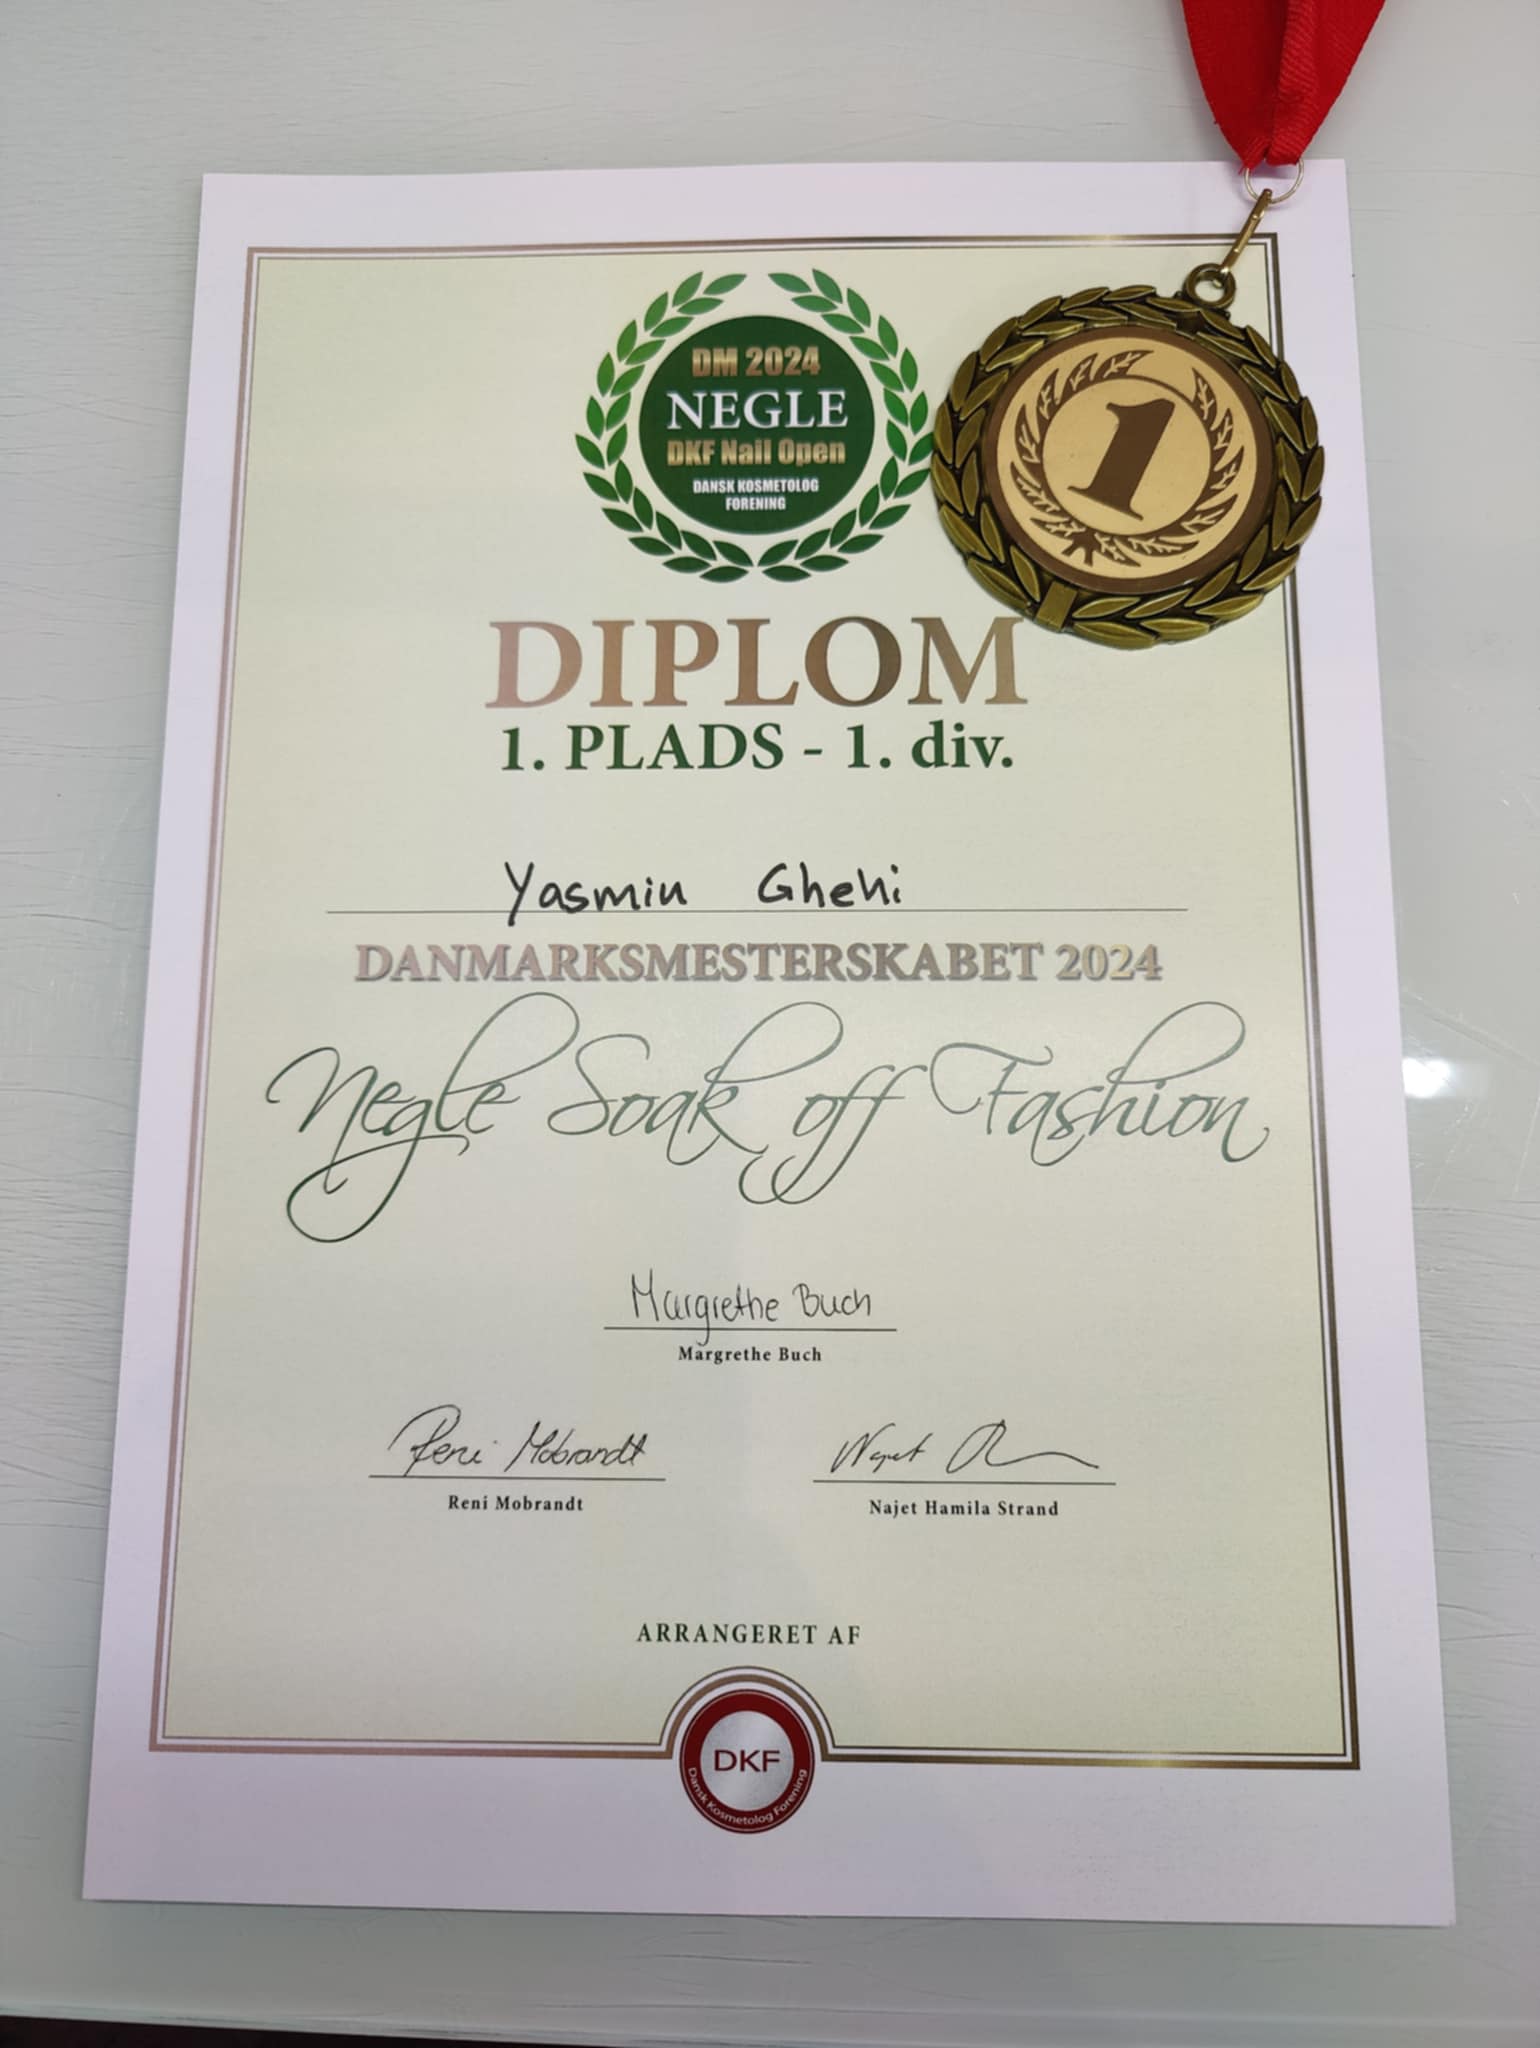 DM 2024
NEGLE
DKF Nail Open
DANSK KOSMETOLOG
FORENING
1
DIPLOM
1. PLADS - 1. div.
Yasmin Ghehi
DANMARKSMESTERSKABET 2024
Negle Soak off Fashion
Margrethe Buch
Margrethe Buch
Reni Mobrandt
Reni Mobrandt
Najet Hamila Strand
ARRANGERET AF
DKF
Dansk Kosmetolog Forening